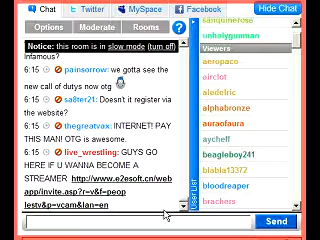 Chat Twitter MySpace Facebook Hide Chat
Options Moderate Rooms ?
Notice: this room is in slow mode (turn off)
infamous?
6:15 painsorrow: we gotta see the
new call of dutys now otg
6:15 sa8ter21: Doesn't it register via
the website?
6:15 thegreatvax: INTERNET! PAY
THIS MAN! OTG is awesome.
6:15 live_wrestling: GUYS GO
HERE IF U WANNA BECOME A
STREAMER http://www.e2esoft.cn/web
app/invite.asp?r=v&f=peop
lestv&p=vcam&lan=en
sanquinerose
unholygunman
Viewers
aeropaco
airclot
aledelric
alphabronze
auraofaura
aycheff
beagleboy241
blabla13372
bloodreaper
brachers
User List
Send